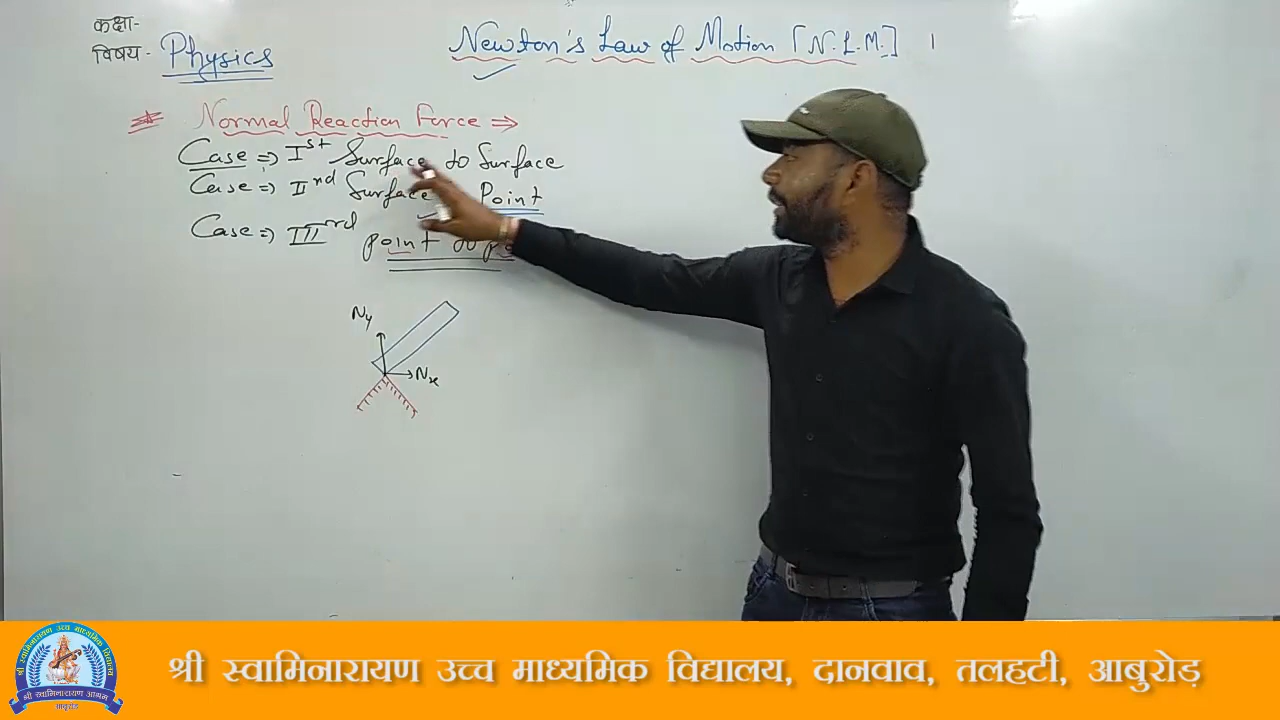 कक्षा-
विषय- Physics
Newton's Law of Motion [N.L.M.]
Normal Reaction Force ⇒
Case ⇒ Ist Surface to Surface
Case ⇒ IInd Surface Point
Case ⇒ IIIrd point to
Ny
Nx
श्री स्वामिनारायण उच्च माध्यमिक विद्यालय, दानवाव, तलहटी, आबुरोड़